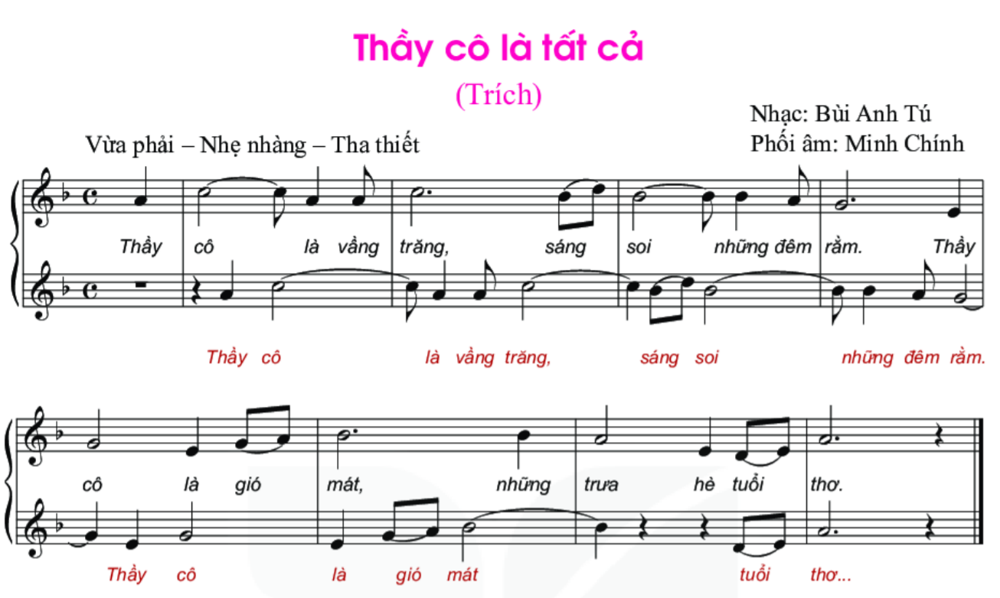 Thầy cô là tất cả
(Trích)
Nhạc: Bùi Anh Tú
Vừa phải – Nhẹ nhàng – Tha thiết
Phối âm: Minh Chính
Thầy cô là vầng trăng, sáng soi những đêm rằm. Thầy
Thầy cô là vầng trăng, sáng soi những đêm rằm.
cô là gió mát, những trưa hè tuổi thơ.
Thầy cô là gió mát tuổi thơ...